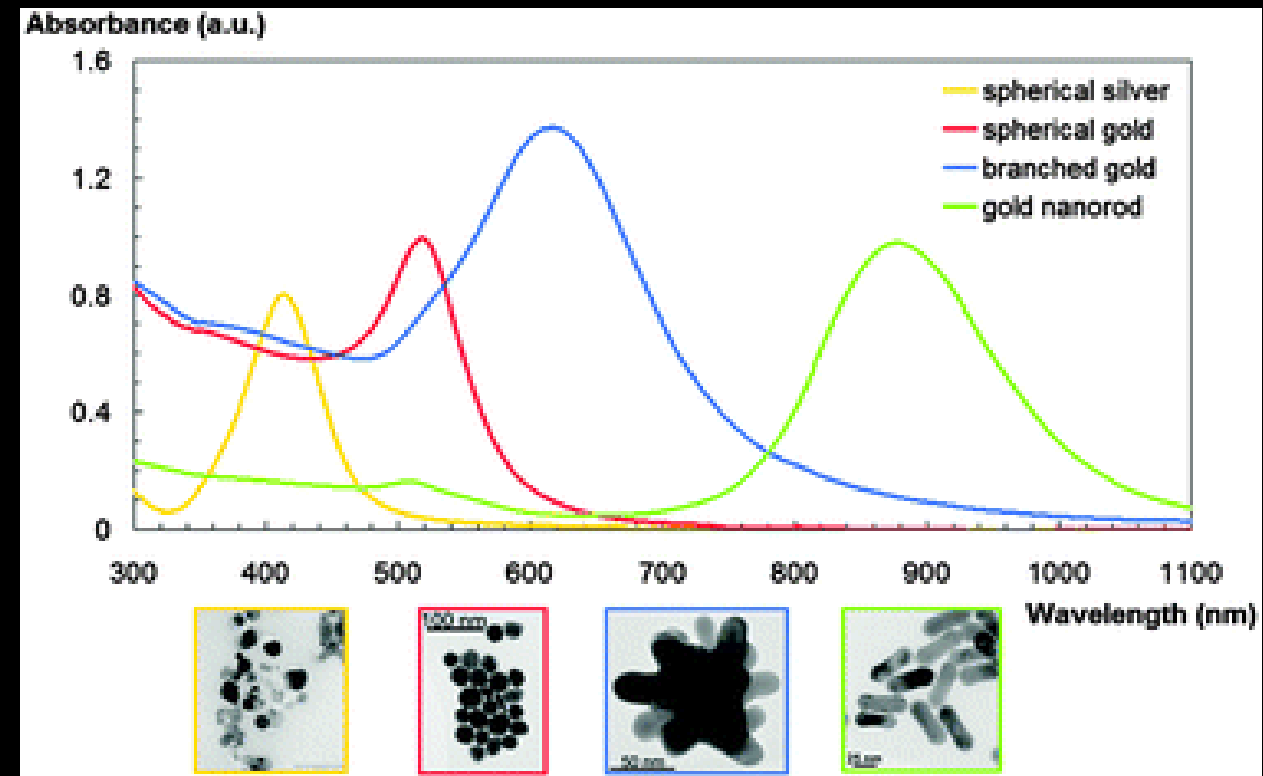 Absorbance (a.u.)
1.6
1.2
0.8
0.4
0
spherical silver
spherical gold
branched gold
gold nanorod
300 400 500 600 700 800 900 1000 1100
Wavelength (nm)
100 nm
50 nm